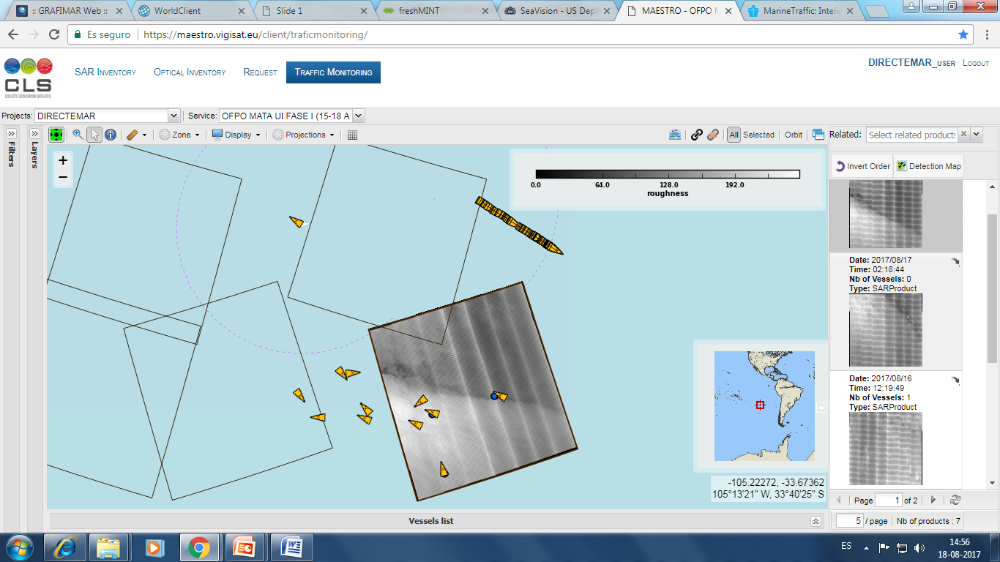 :: GRAFIMAR Web ::
WorldClient
Slide 1
freshMINT
SeaVision - US Depa
MAESTRO - OFPO M
MarineTraffic: Inteli
Es seguro
https://maestro.vigisat.eu/client/traficmonitoring/
CLS
COLLECTE LOCALISATION SATELLITES
SAR Inventory
Optical Inventory
Request
Traffic Monitoring
DIRECTEMAR_user
Logout
Projects: DIRECTEMAR
Service: OFPO MATA UI FASE I (15-18 A
Filters
Layers
Zone
Display
Projections
All
Selected
Orbit
Related:
Select related products
+
−
0.0 64.0 128.0 192.0
roughness
Invert Order
Detection Map
Date: 2017/08/17
Time: 02:18:44
Nb of Vessels: 0
Type: SARProduct
Date: 2017/08/16
Time: 12:19:49
Nb of Vessels: 1
Type: SARProduct
-105.22272, -33.67362
105°13'21" W, 33°40'25" S
Page 1 of 2
Vessels list
5 / page
Nb of products : 7
ES
14:56
18-08-2017